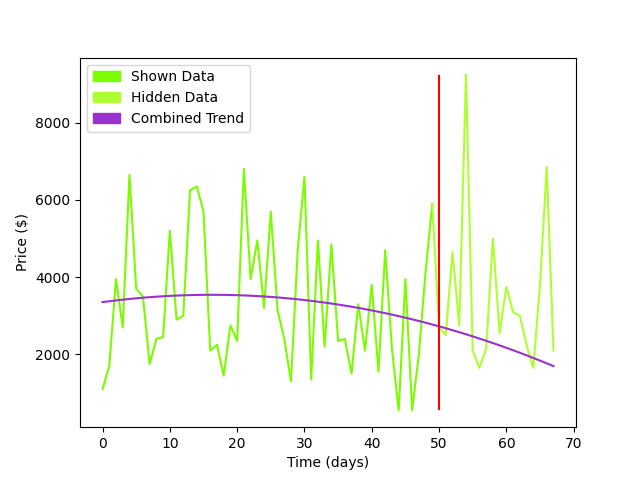 Shown Data
Hidden Data
Combined Trend
8000
6000
4000
2000
Price ($)
0 10 20 30 40 50 60 70
Time (days)